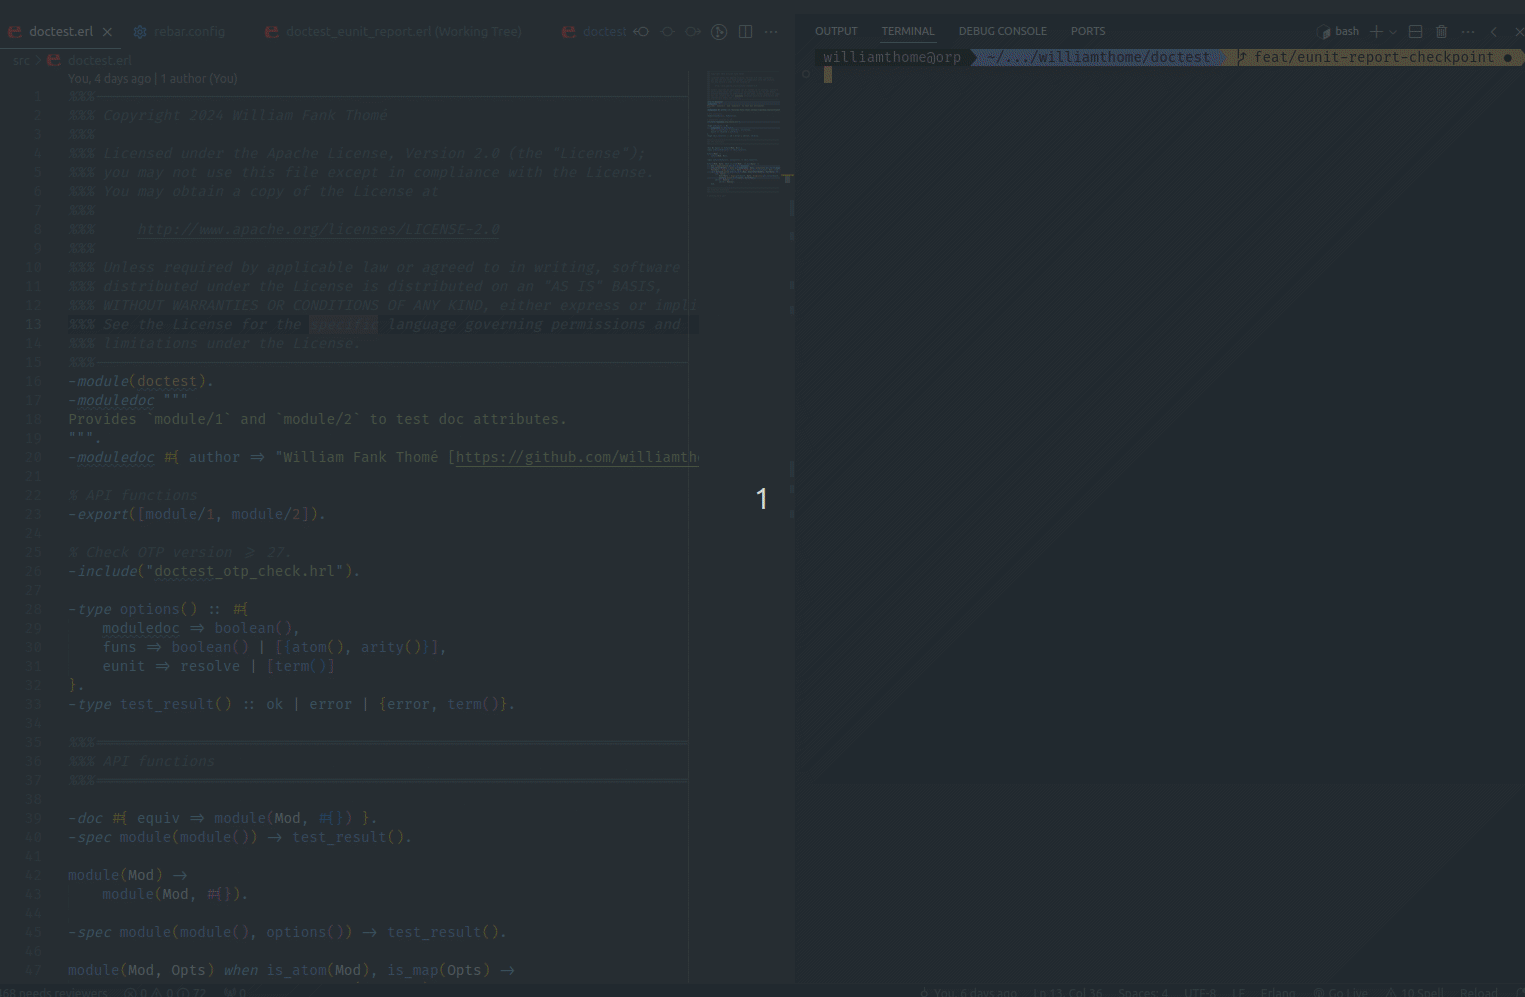 doctest.erl rebar.config doctest_eunit_report.erl (Working Tree) doctest
src > doctest.erl
You, 4 days ago | 1 author (You)
1 %%%
2 %%% Copyright 2024 William Fank Thomé
3 %%%
4 %%% Licensed under the Apache License, Version 2.0 (the "License");
5 %%% you may not use this file except in compliance with the License.
6 %%% You may obtain a copy of the License at
7 %%%
8 %%% http://www.apache.org/licenses/LICENSE-2.0
9 %%%
10 %%% Unless required by applicable law or agreed to in writing, software
11 %%% distributed under the License is distributed on an "AS IS" BASIS,
12 %%% WITHOUT WARRANTIES OR CONDITIONS OF ANY KIND, either express or impli
13 %%% See the License for the specific language governing permissions and
14 %%% limitations under the License.
15 %%%
16 -module(doctest).
17 -moduledoc """
18 Provides `module/1` and `module/2` to test doc attributes.
19 """.
20 -moduledoc #{ author => "William Fank Thomé [https://github.com/williamth
21
22 % API functions
23 -export([module/1, module/2]).
24
25 % Check OTP version >= 27.
26 -include("doctest_otp_check.hrl").
27
28 -type options() :: #{
29 moduledoc => boolean(),
30 funs => boolean() | [{atom(), arity()}],
31 eunit => resolve | [term()]
32 }.
33 -type test_result() :: ok | error | {error, term()}.
34
35 %%%
36 %%% API functions
37 %%%
38
39 -doc #{ equiv => module(Mod, #{}) }.
40 -spec module(module()) -> test_result().
41
42 module(Mod) ->
43 module(Mod, #{}).
44
45 -spec module(module(), options()) -> test_result().
46
47 module(Mod, Opts) when is_atom(Mod), is_map(Opts) ->
1
OUTPUT TERMINAL DEBUG CONSOLE PORTS bash
williamthome@orp ~/.../williamthome/doctest feat/eunit-report-checkpoint
168 needs reviewers 0 0 72 0 You, 6 days ago Ln 13, Col 36 Spaces: 4 UTF-8 LF Erlang Go Live 10 Spell Reload